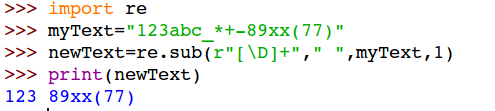 >>> import re
>>> myText="123abc_*+-89xx(77)"
>>> newText=re.sub(r"[\D]+"," ",myText,1)
>>> print(newText)
123 89xx(77)